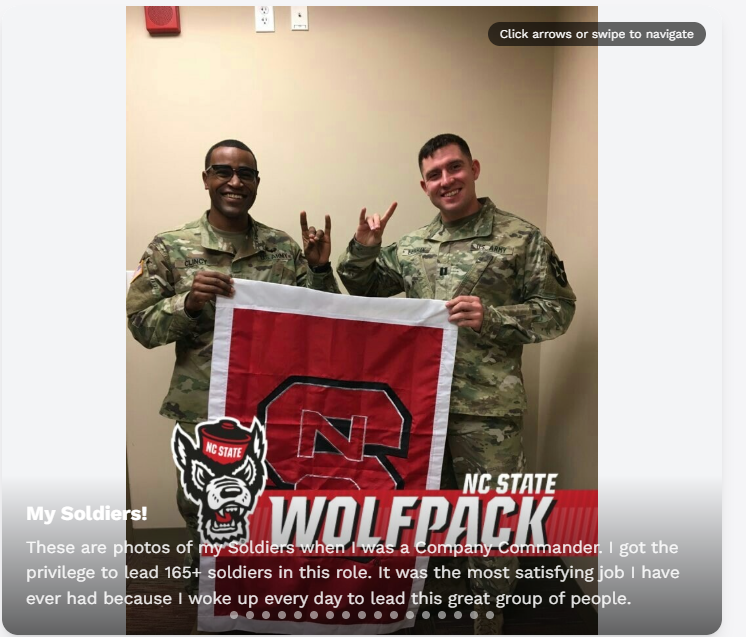 Click arrows or swipe to navigate
CLINCY
U.S. ARMY
NC STATE
NC STATE
WOLFPACK
My Soldiers!
These are photos of my Soldiers when I was a Company Commander. I got the
privilege to lead 165+ soldiers in this role. It was the most satisfying job I have
ever had because I woke up every day to lead this great group of people.